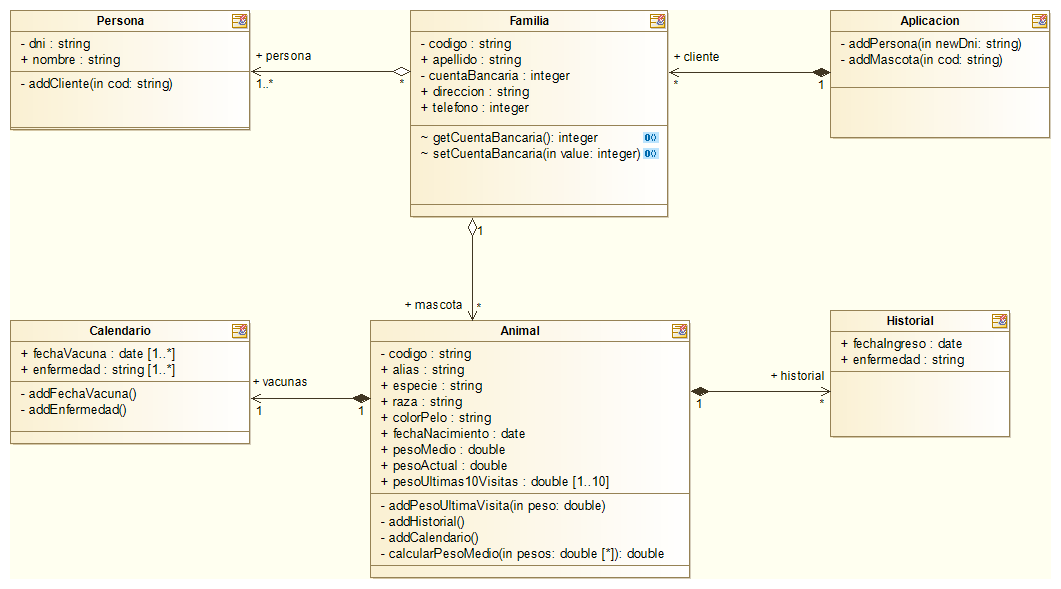 Persona
- dni : string
+ nombre : string
- addCliente(in cod: string)
+ persona
1..*
*
Familia
- codigo : string
+ apellido : string
- cuentaBancaria : integer
+ direccion : string
+ telefono : integer
~ getCuentaBancaria(): integer
~ setCuentaBancaria(in value: integer)
+ cliente
*
1
Aplicacion
- addPersona(in newDni: string)
- addMascota(in cod: string)
1
+ mascota
*
Calendario
+ fechaVacuna : date [1..*]
+ enfermedad : string [1..*]
- addFechaVacuna()
- addEnfermedad()
+ vacunas
1
1
Animal
- codigo : string
+ alias : string
+ especie : string
+ raza : string
+ colorPelo : string
+ fechaNacimiento : date
+ pesoMedio : double
+ pesoActual : double
+ pesoUltimas10Visitas : double [1..10]
- addPesoUltimaVisita(in peso: double)
- addHistorial()
- addCalendario()
- calcularPesoMedio(in pesos: double [*]): double
+ historial
1
*
Historial
+ fechaIngreso : date
+ enfermedad : string